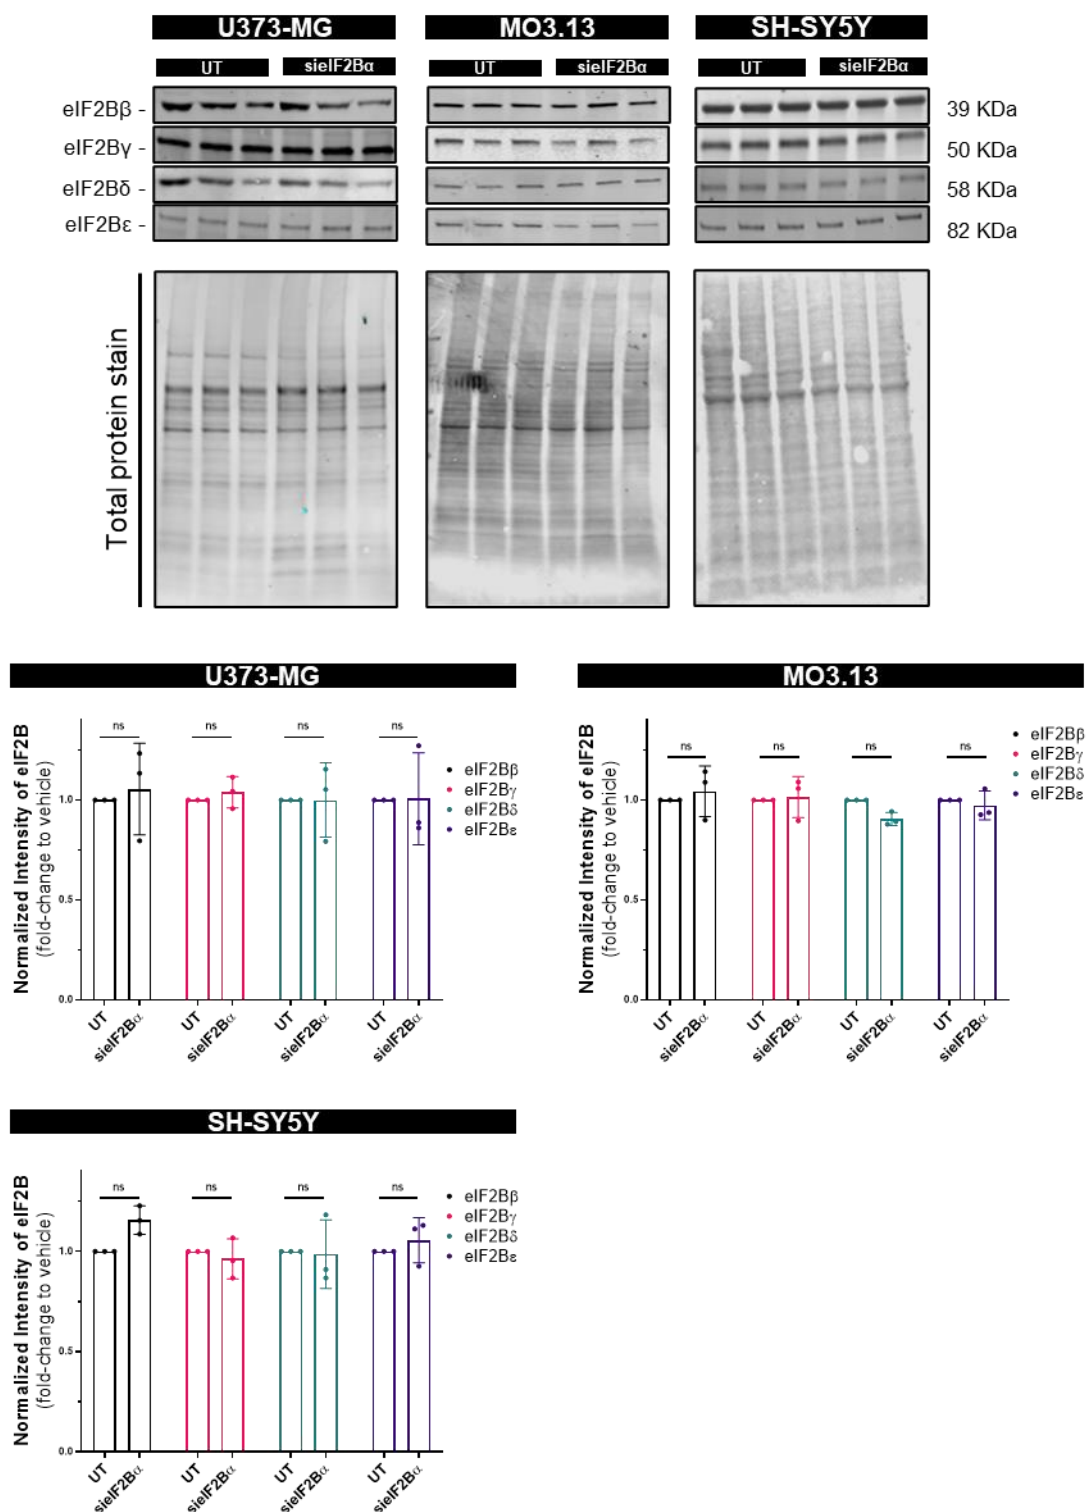 U373-MG MO3.13 SH-SY5Y
UT sieIF2Bα UT sieIF2Bα UT sieIF2Bα
eIF2Bβ - 39 KDa
eIF2Bγ - 50 KDa
eIF2Bδ - 58 KDa
eIF2Bε - 82 KDa
Total protein stain
U373-MG
Normalized Intensity of eIF2B
(fold-change to vehicle)
1.0
0.5
0.0
ns ns ns ns
eIF2Bβ
eIF2Bγ
eIF2Bδ
eIF2Bε
UT sieIF2Bα UT sieIF2Bα UT sieIF2Bα UT sieIF2Bα
MO3.13
Normalized Intensity of eIF2B
(fold-change to vehicle)
1.0
0.5
0.0
ns ns ns ns
eIF2Bβ
eIF2Bγ
eIF2Bδ
eIF2Bε
UT sieIF2Bα UT sieIF2Bα UT sieIF2Bα UT sieIF2Bα
SH-SY5Y
Normalized Intensity of eIF2B
(fold-change to vehicle)
1.0
0.5
0.0
ns ns ns ns
eIF2Bβ
eIF2Bγ
eIF2Bδ
eIF2Bε
UT sieIF2Bα UT sieIF2Bα UT sieIF2Bα UT sieIF2Bα